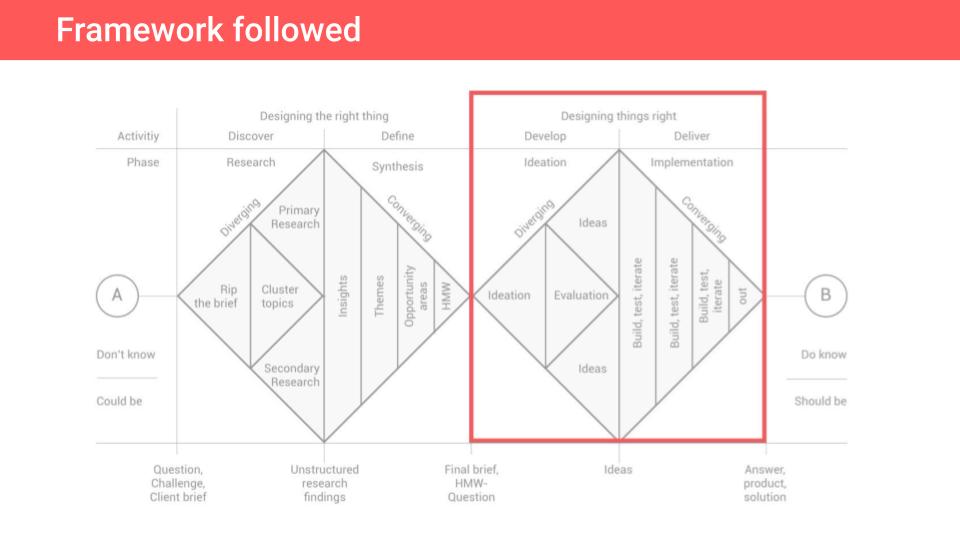 Framework followed
Designing the right thing
Designing things right
Activitiy
Discover
Define
Develop
Deliver
Phase
Research
Synthesis
Ideation
Implementation
Diverging
Primary
Research
Converging
Diverging
Ideas
Converging
A
Rip
the brief
Cluster
topics
Insights
Themes
Opportunity
areas
HMW
Ideation
Evaluation
Build, test, iterate
Build, test, iterate
Build, test,
iterate
out
B
Don't know
Could be
Secondary
Research
Ideas
Do know
Should be
Question,
Challenge,
Client brief
Unstructured
research
findings
Final brief,
HMW-
Question
Ideas
Answer,
product,
solution